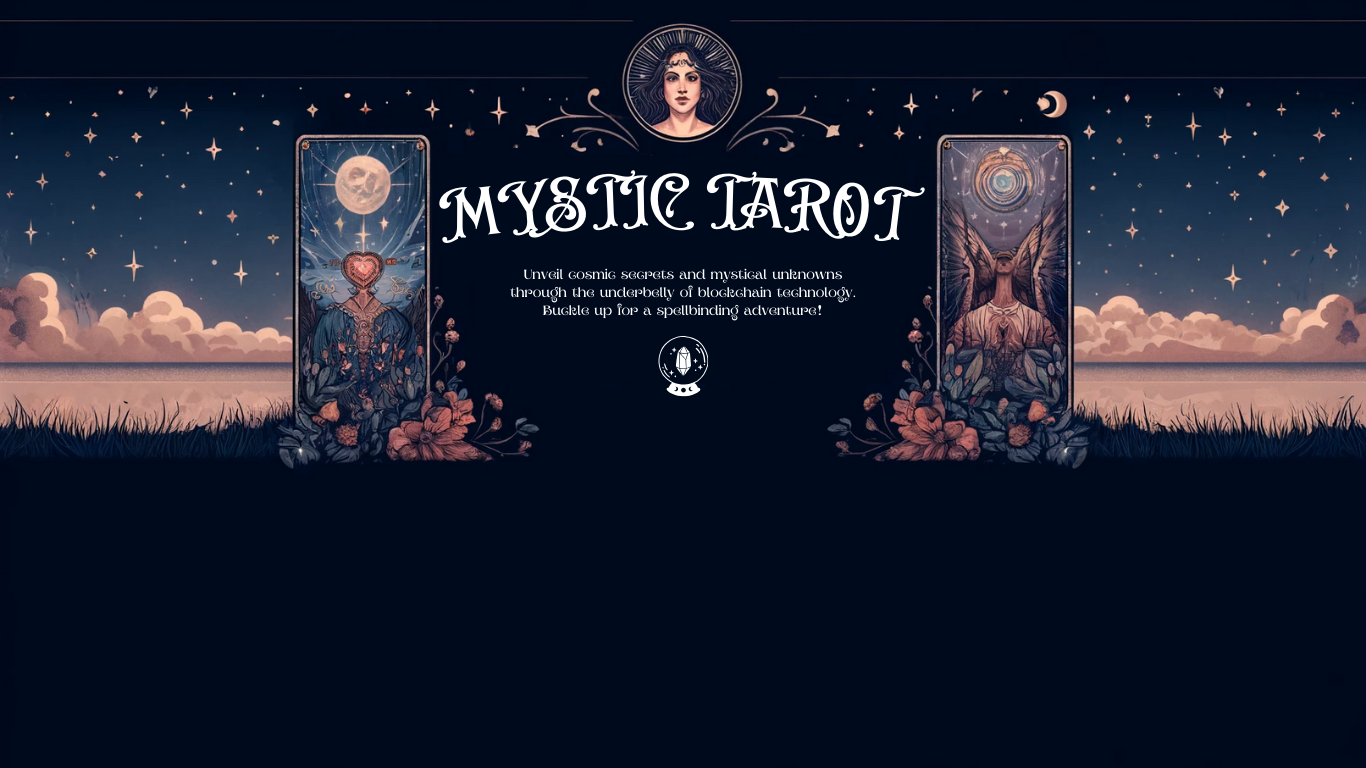 MYSTIC TAROT
Unveil cosmic secrets and mystical unknowns
through the underbelly of blockchain technology.
Buckle up for a spellbinding adventure!